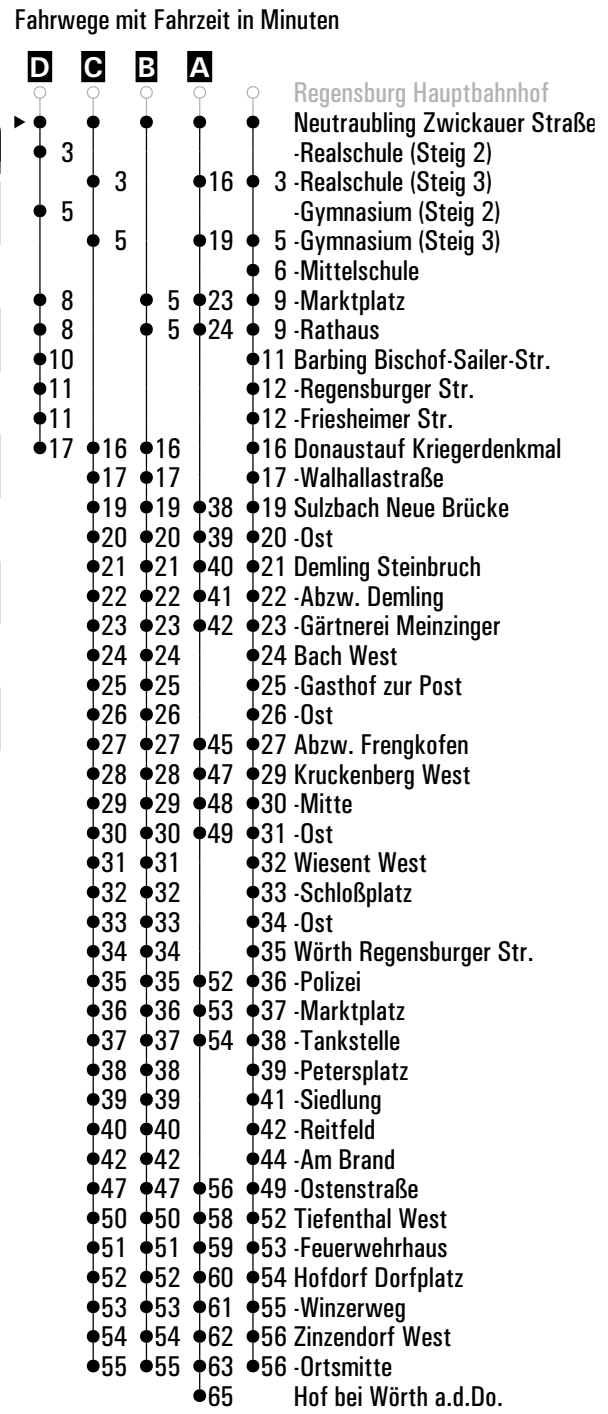 Fahrwege mit Fahrzeit in Minuten
D C B A
Regensburg Hauptbahnhof
Neutraubling Zwickauer Straße
3 -Realschule (Steig 2)
3 16 3 -Realschule (Steig 3)
5 -Gymnasium (Steig 2)
5 19 5 -Gymnasium (Steig 3)
6 -Mittelschule
8 5 23 9 -Marktplatz
8 5 24 9 -Rathaus
10 11 Barbing Bischof-Sailer-Str.
11 12 -Regensburger Str.
11 12 -Friesheimer Str.
17 16 16 16 Donaustauf Kriegerdenkmal
17 17 17 -Walhallastraße
19 19 38 19 Sulzbach Neue Brücke
20 20 39 20 -Ost
21 21 40 21 Demling Steinbruch
22 22 41 22 -Abzw. Demling
23 23 42 23 -Gärtnerei Meinzinger
24 24 24 Bach West
25 25 25 -Gasthof zur Post
26 26 26 -Ost
27 27 45 27 Abzw. Frengkofen
28 28 47 29 Kruckenberg West
29 29 48 30 -Mitte
30 30 49 31 -Ost
31 31 32 Wiesent West
32 32 33 -Schloßplatz
33 33 34 -Ost
34 34 35 Wörth Regensburger Str.
35 35 52 36 -Polizei
36 36 53 37 -Marktplatz
37 37 54 38 -Tankstelle
38 38 39 -Petersplatz
39 39 41 -Siedlung
40 40 42 -Reitfeld
42 42 44 -Am Brand
47 47 56 49 -Ostenstraße
50 50 58 52 Tiefenthal West
51 51 59 53 -Feuerwehrhaus
52 52 60 54 Hofdorf Dorfplatz
53 53 61 55 -Winzerweg
54 54 62 56 Zinzendorf West
55 55 63 56 -Ortsmitte
65 Hof bei Wörth a.d.Do.